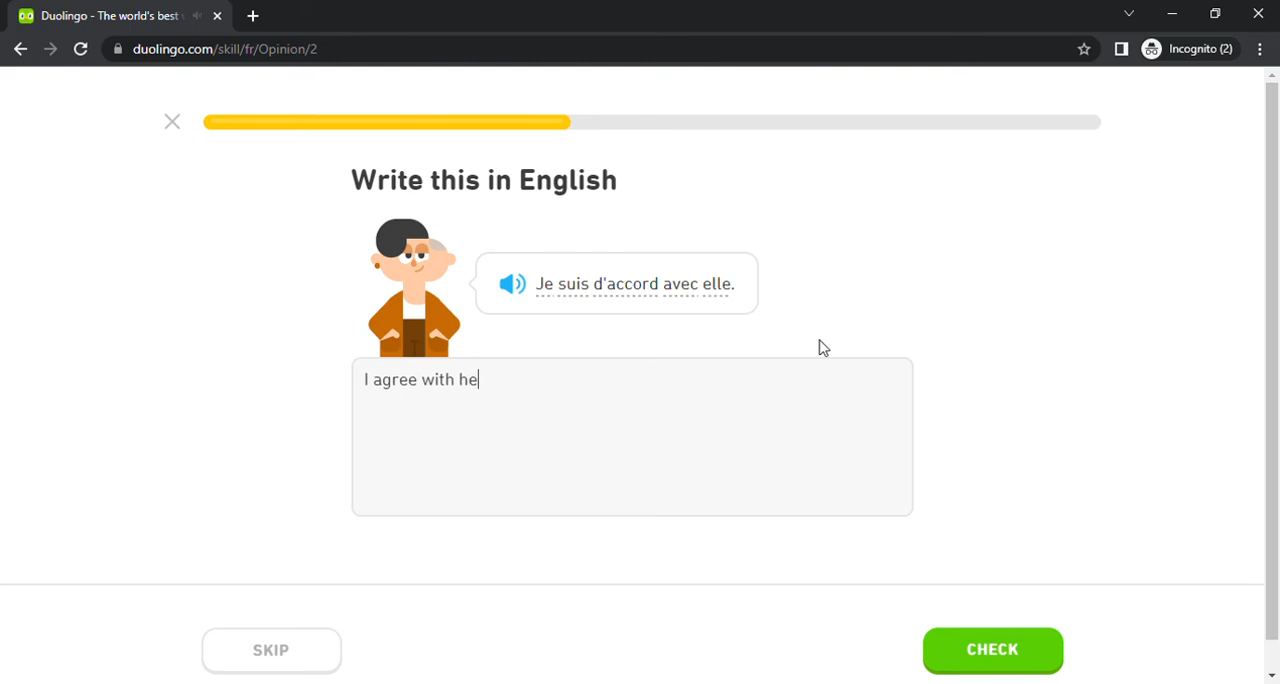 Duolingo - The world's best
duolingo.com/skill/fr/Opinion/2
Incognito (2)
Write this in English
Je suis d'accord avec elle.
I agree with he
SKIP
CHECK